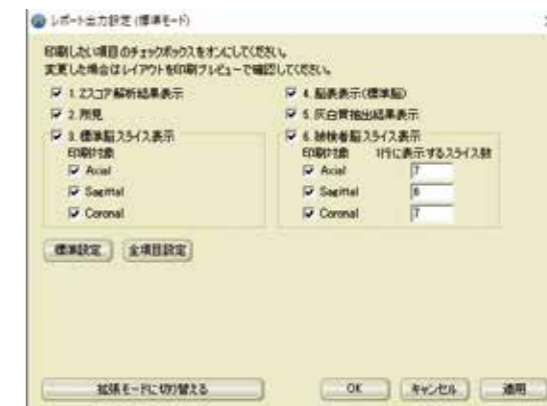 レポート出力設定 (標準モード)
印刷したい項目のチェックボックスをオンにしてください。
変更した場合はレイアウトを印刷プレビューで確認してください。
1. Zスコア解析結果表示
2. 所見
3. 標準脳スライス表示
印刷対象
Axial
Sagittal
Coronal
4. 脳表表示(標準脳)
5. 灰白質抽出結果表示
6. 被検者脳スライス表示
印刷対象 1行に表示するスライス数
Axial 7
Sagittal 6
Coronal 7
標準設定 全項目設定
拡張モードに切り替える OK キャンセル 適用